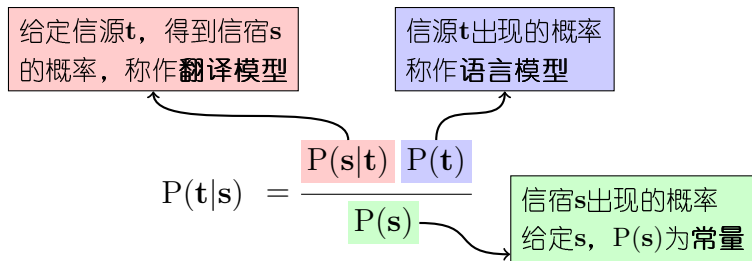 给定信源t，得到信宿s
的概率，称作翻译模型
信源t出现的概率
称作语言模型
P(s|t) P(t)
P(t|s) =
P(s)
信宿s出现的概率
给定s，P(s)为常量